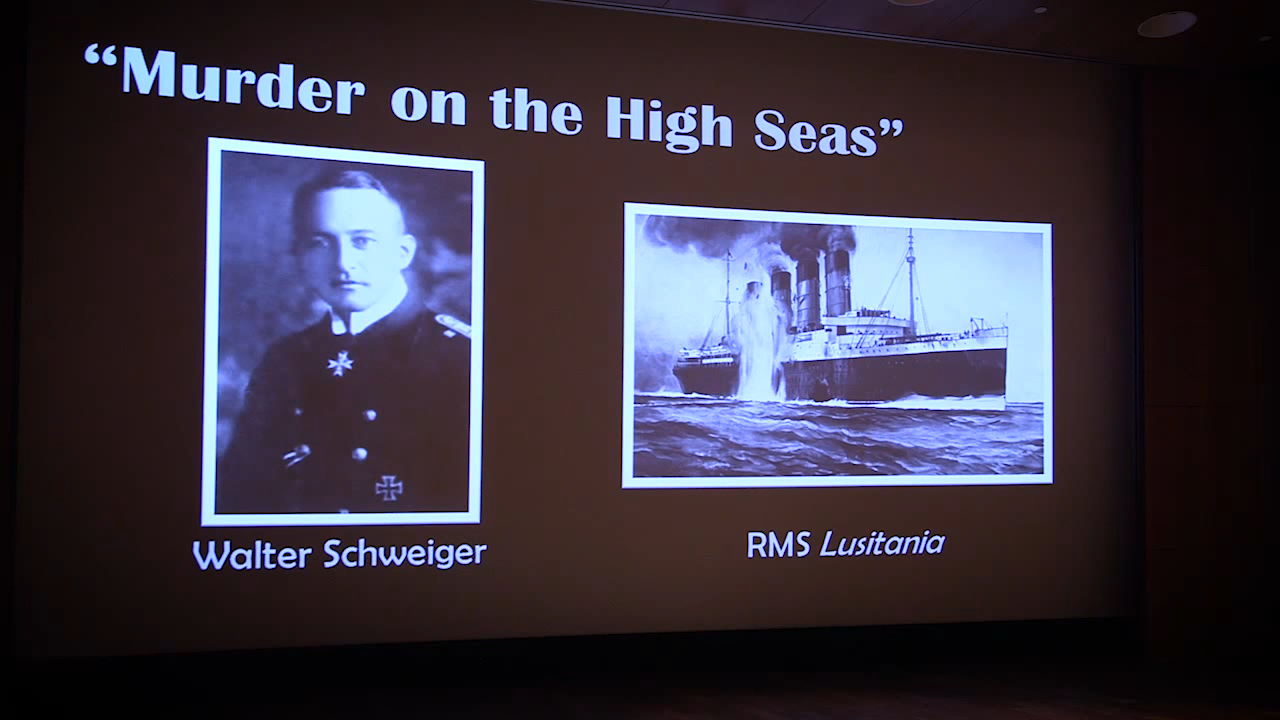 “Murder on the High Seas”
Walter Schweiger
RMS Lusitania